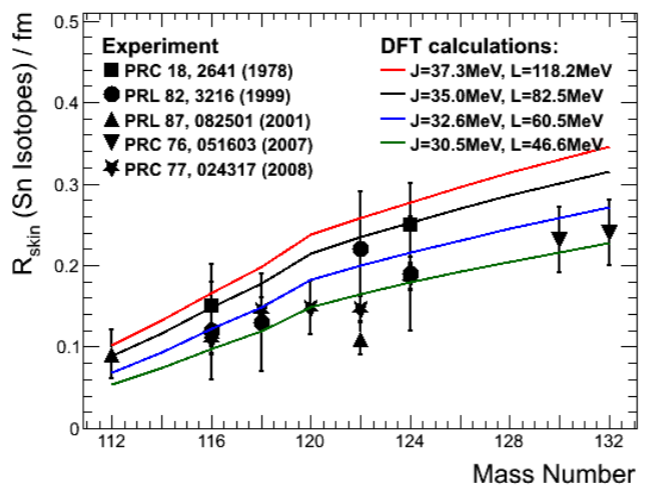 R_skin (Sn Isotopes) / fm
0.5
0.4
0.3
0.2
0.1
0
Experiment
PRC 18, 2641 (1978)
PRL 82, 3216 (1999)
PRL 87, 082501 (2001)
PRC 76, 051603 (2007)
PRC 77, 024317 (2008)
DFT calculations:
J=37.3MeV, L=118.2MeV
J=35.0MeV, L=82.5MeV
J=32.6MeV, L=60.5MeV
J=30.5MeV, L=46.6MeV
112 116 120 124 128 132
Mass Number